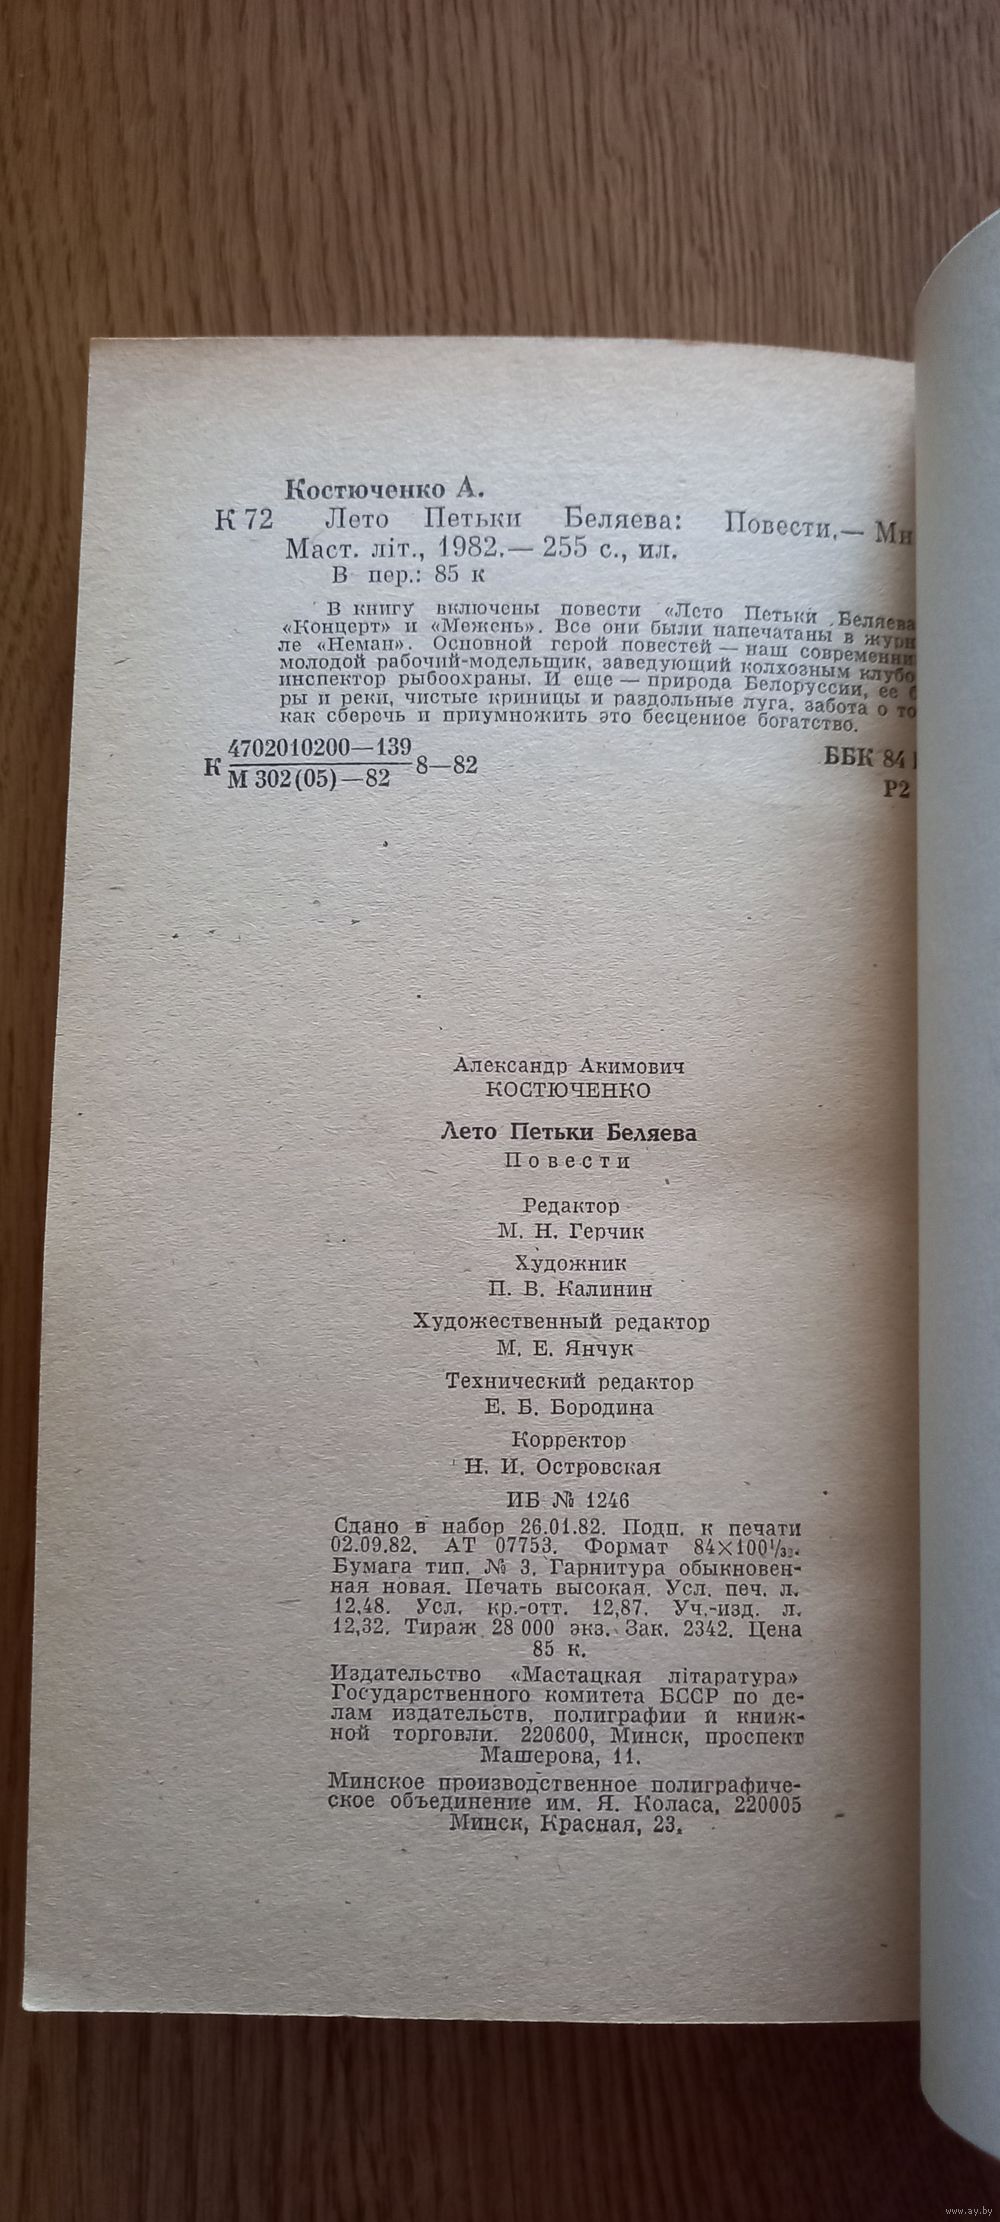 Костюченко А.
К 72 Лето Петьки Беляева: Повести.— Мн
Маст. літ., 1982.— 255 с., ил.
В пер.: 85 к
В книгу включены повести «Лето Петьки Беляева
«Концерт» и «Межень». Все они были напечатаны в журн
ле «Неман». Основной герой повестей — наш современни
молодой рабочий-модельщик, заведующий колхозным клубо
инспектор рыбоохраны. И еще — природа Белоруссии, ее б
ры и реки, чистые криницы и раздольные луга, забота о то
как сберечь и приумножить это бесценное богатство.
4702010200—139
К М 302(05)—82 8—82
ББК 84
Р2
Александр Акимович
КОСТЮЧЕНКО
Лето Петьки Беляева
Повести
Редактор
М. Н. Герчик
Художник
П. В. Калинин
Художественный редактор
М. Е. Янчук
Технический редактор
Е. Б. Бородина
Корректор
Н. И. Островская
ИБ № 1246
Сдано в набор 26.01.82. Подп. к печати
02.09.82. АТ 07753. Формат 84×100¹/₃₂.
Бумага тип. № 3. Гарнитура обыкновен-
ная новая. Печать высокая. Усл. печ. л.
12,48. Усл. кр.-отт. 12,87. Уч.-изд. л.
12,32. Тираж 28 000 экз. Зак. 2342. Цена
85 к.
Издательство «Мастацкая літаратура»
Государственного комитета БССР по де-
лам издательств, полиграфии и книж-
ной торговли. 220600, Минск, проспект
Машерова, 11.
Минское производственное полиграфиче-
ское объединение им. Я. Коласа, 220005
Минск, Красная, 23.
www.ay.by